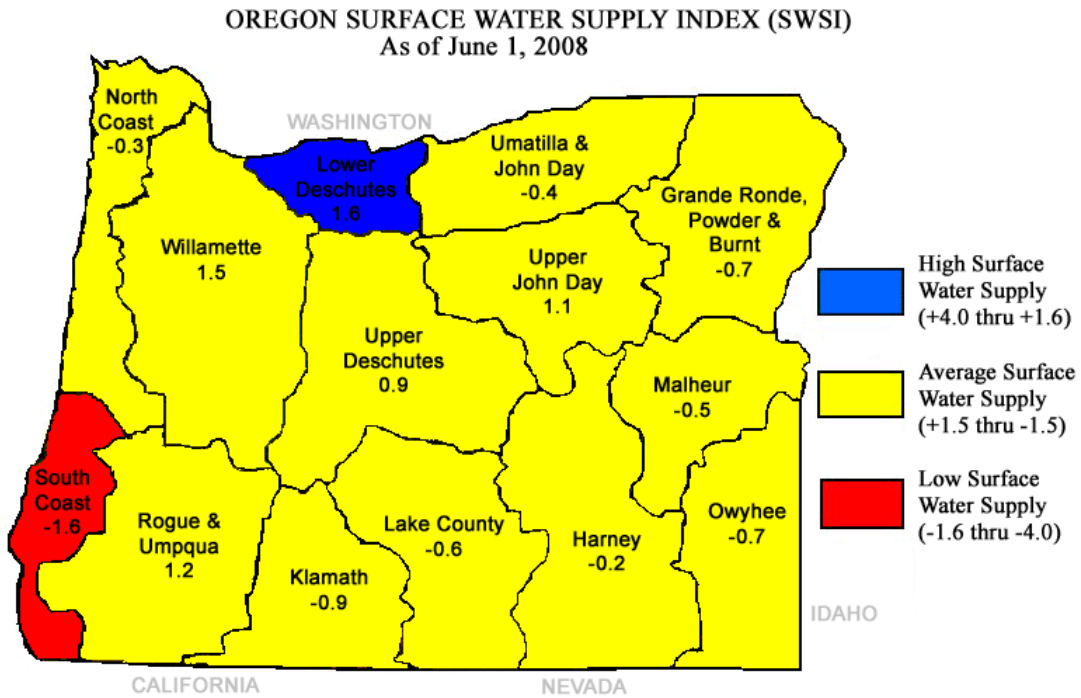 OREGON SURFACE WATER SUPPLY INDEX (SWSI)
As of June 1, 2008
North
Coast
-0.3
WASHINGTON
Lower
Deschutes
1.6
Umatilla &
John Day
-0.4
Grande Ronde,
Powder &
Burnt
-0.7
Willamette
1.5
Upper
John Day
1.1
Upper
Deschutes
0.9
Malheur
-0.5
South
Coast
-1.6
Rogue &
Umpqua
1.2
Klamath
-0.9
Lake County
-0.6
Harney
-0.2
Owyhee
-0.7
High Surface
Water Supply
(+4.0 thru +1.6)
Average Surface
Water Supply
(+1.5 thru -1.5)
Low Surface
Water Supply
(-1.6 thru -4.0)
IDAHO
CALIFORNIA
NEVADA